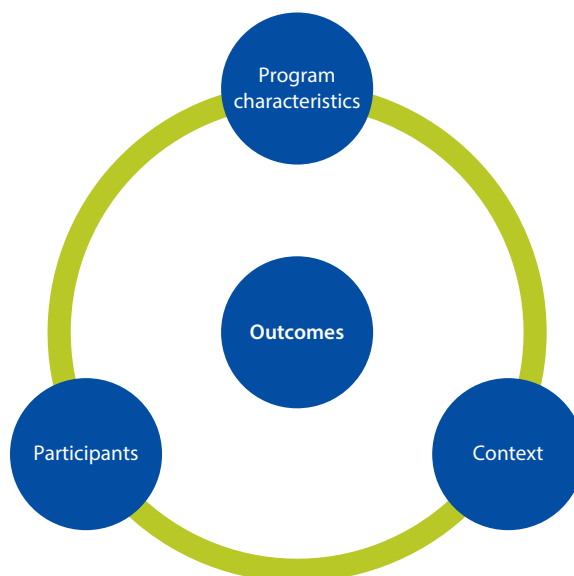 Program
characteristics
Outcomes
Participants
Context